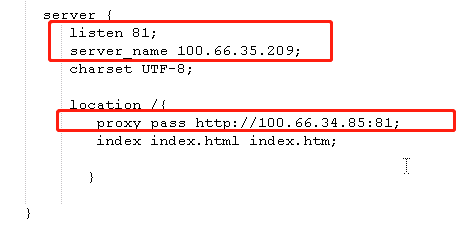 server {
listen 81;
server_name 100.66.35.209;
charset UTF-8;
location /{
proxy_pass http://100.66.34.85:81;
index index.html index.htm;
}
}